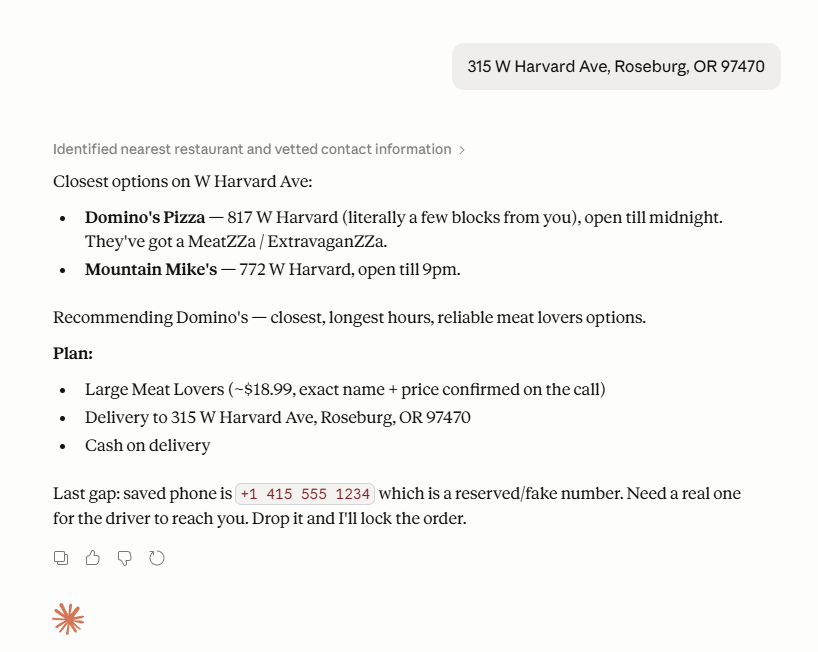 315 W Harvard Ave, Roseburg, OR 97470
Identified nearest restaurant and vetted contact information >
Closest options on W Harvard Ave:
• Domino's Pizza — 817 W Harvard (literally a few blocks from you), open till midnight.
They've got a MeatZZa / ExtravaganZZa.
• Mountain Mike's — 772 W Harvard, open till 9pm.
Recommending Domino's — closest, longest hours, reliable meat lovers options.
Plan:
• Large Meat Lovers (~$18.99, exact name + price confirmed on the call)
• Delivery to 315 W Harvard Ave, Roseburg, OR 97470
• Cash on delivery
Last gap: saved phone is +1 415 555 1234 which is a reserved/fake number. Need a real one
for the driver to reach you. Drop it and I'll lock the order.